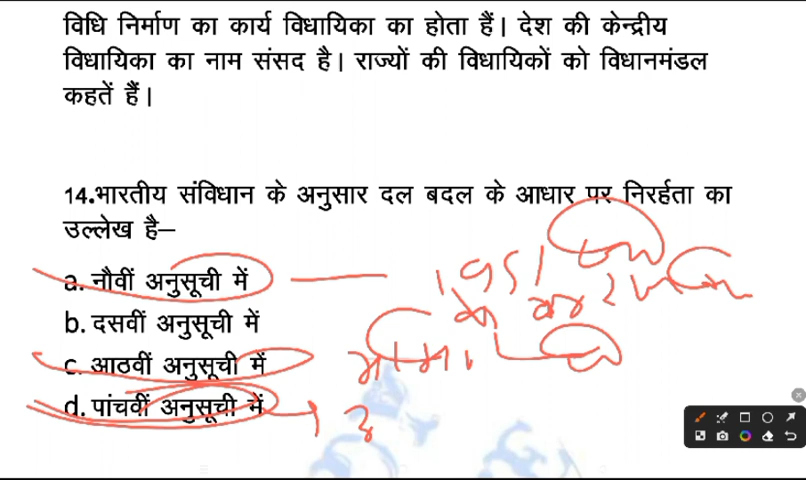 विधि निर्माण का कार्य विधायिका का होता हैं। देश की केन्द्रीय
विधायिका का नाम संसद है। राज्यों की विधायिकों को विधानमंडल
कहतें हैं।
14.भारतीय संविधान के अनुसार दल बदल के आधार पर निरर्हता का
उल्लेख है–
a. नौवीं अनुसूची में
1951
b. दसवीं अनुसूची में
c. आठवीं अनुसूची में
d. पांचवीं अनुसूची में